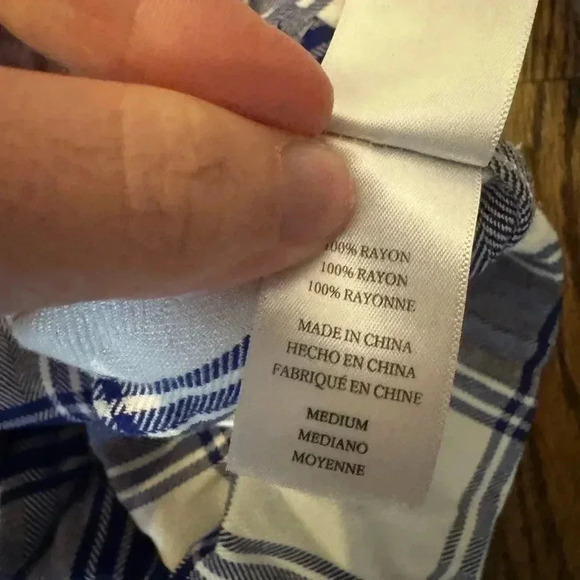 100% RAYON
100% RAYON
100% RAYONNE
MADE IN CHINA
HECHO EN CHINA
FABRIQUÉ EN CHINE
MEDIUM
MEDIANO
MOYENNE